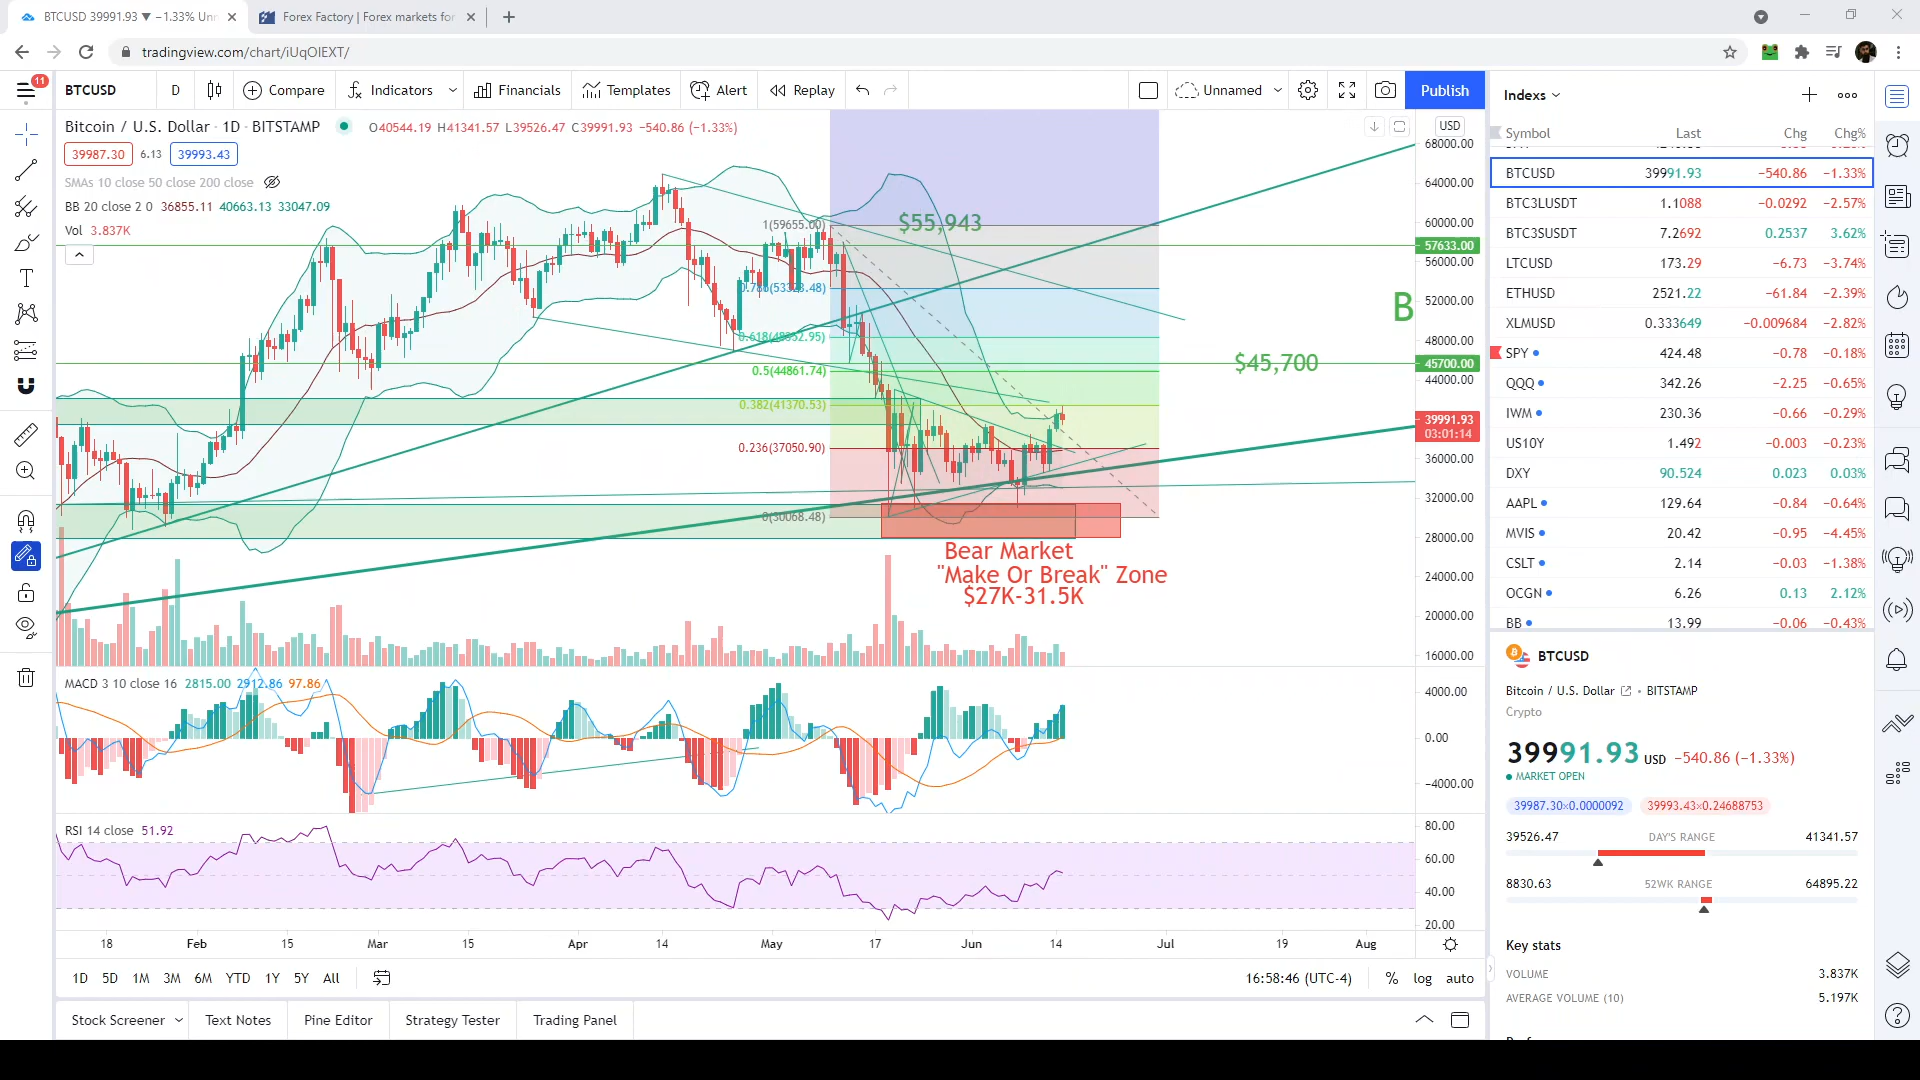 BTCUSD 39991.93 ▼ −1.33% Unn
Forex Factory | Forex markets for
tradingview.com/chart/iUqOIEXT/
11
BTCUSD D Compare Indicators Financials Templates Alert Replay Unnamed Publish
Bitcoin / U.S. Dollar · 1D · BITSTAMP O40544.19 H41341.57 L39526.47 C39991.93 −540.86 (−1.33%)
39987.30 6.13 39993.43
SMAs 10 close 50 close 200 close
BB 20 close 2 0 36855.11 40663.13 33047.09
Vol 3.837K
1(59655.00)
$55,943
0.618(48352.95)
0.5(44861.74)
0.382(41370.53)
0.236(37050.90)
0(30068.48)
$45,700
B
Bear Market
"Make Or Break" Zone
$27K-31.5K
USD
68000.00
64000.00
60000.00
57633.00
56000.00
52000.00
48000.00
45700.00
44000.00
39991.93
03:01:14
36000.00
32000.00
28000.00
24000.00
20000.00
16000.00
MACD 3 10 close 16 2815.00 2912.86 97.86
4000.00
0.00
−4000.00
RSI 14 close 51.92
80.00
60.00
40.00
20.00
18 Feb 15 Mar 15 Apr 14 May 17 Jun 14 Jul 19 Aug
1D 5D 1M 3M 6M YTD 1Y 5Y All
16:58:46 (UTC-4) % log auto
Stock Screener Text Notes Pine Editor Strategy Tester Trading Panel
Indexs
Symbol Last Chg Chg%
BTCUSD 39991.93 −540.86 −1.33%
BTC3LUSDT 1.1088 −0.0292 −2.57%
BTC3SUSDT 7.2692 0.2537 3.62%
LTCUSD 173.29 −6.73 −3.74%
ETHUSD 2521.22 −61.84 −2.39%
XLMUSD 0.333649 −0.009684 −2.82%
SPY 424.48 −0.78 −0.18%
QQQ 342.26 −2.25 −0.65%
IWM 230.36 −0.66 −0.29%
US10Y 1.492 −0.003 −0.23%
DXY 90.524 0.023 0.03%
AAPL 129.64 −0.84 −0.64%
MVIS 20.42 −0.95 −4.45%
CSLT 2.14 −0.03 −1.38%
OCGN 6.26 0.13 2.12%
BB 13.99 −0.06 −0.43%
BTCUSD
Bitcoin / U.S. Dollar • BITSTAMP
Crypto
39991.93 USD −540.86 (−1.33%)
MARKET OPEN
39987.30×0.0000092 39993.43×0.24688753
39526.47 DAY'S RANGE 41341.57
8830.63 52WK RANGE 64895.22
Key stats
VOLUME 3.837K
AVERAGE VOLUME (10) 5.197K